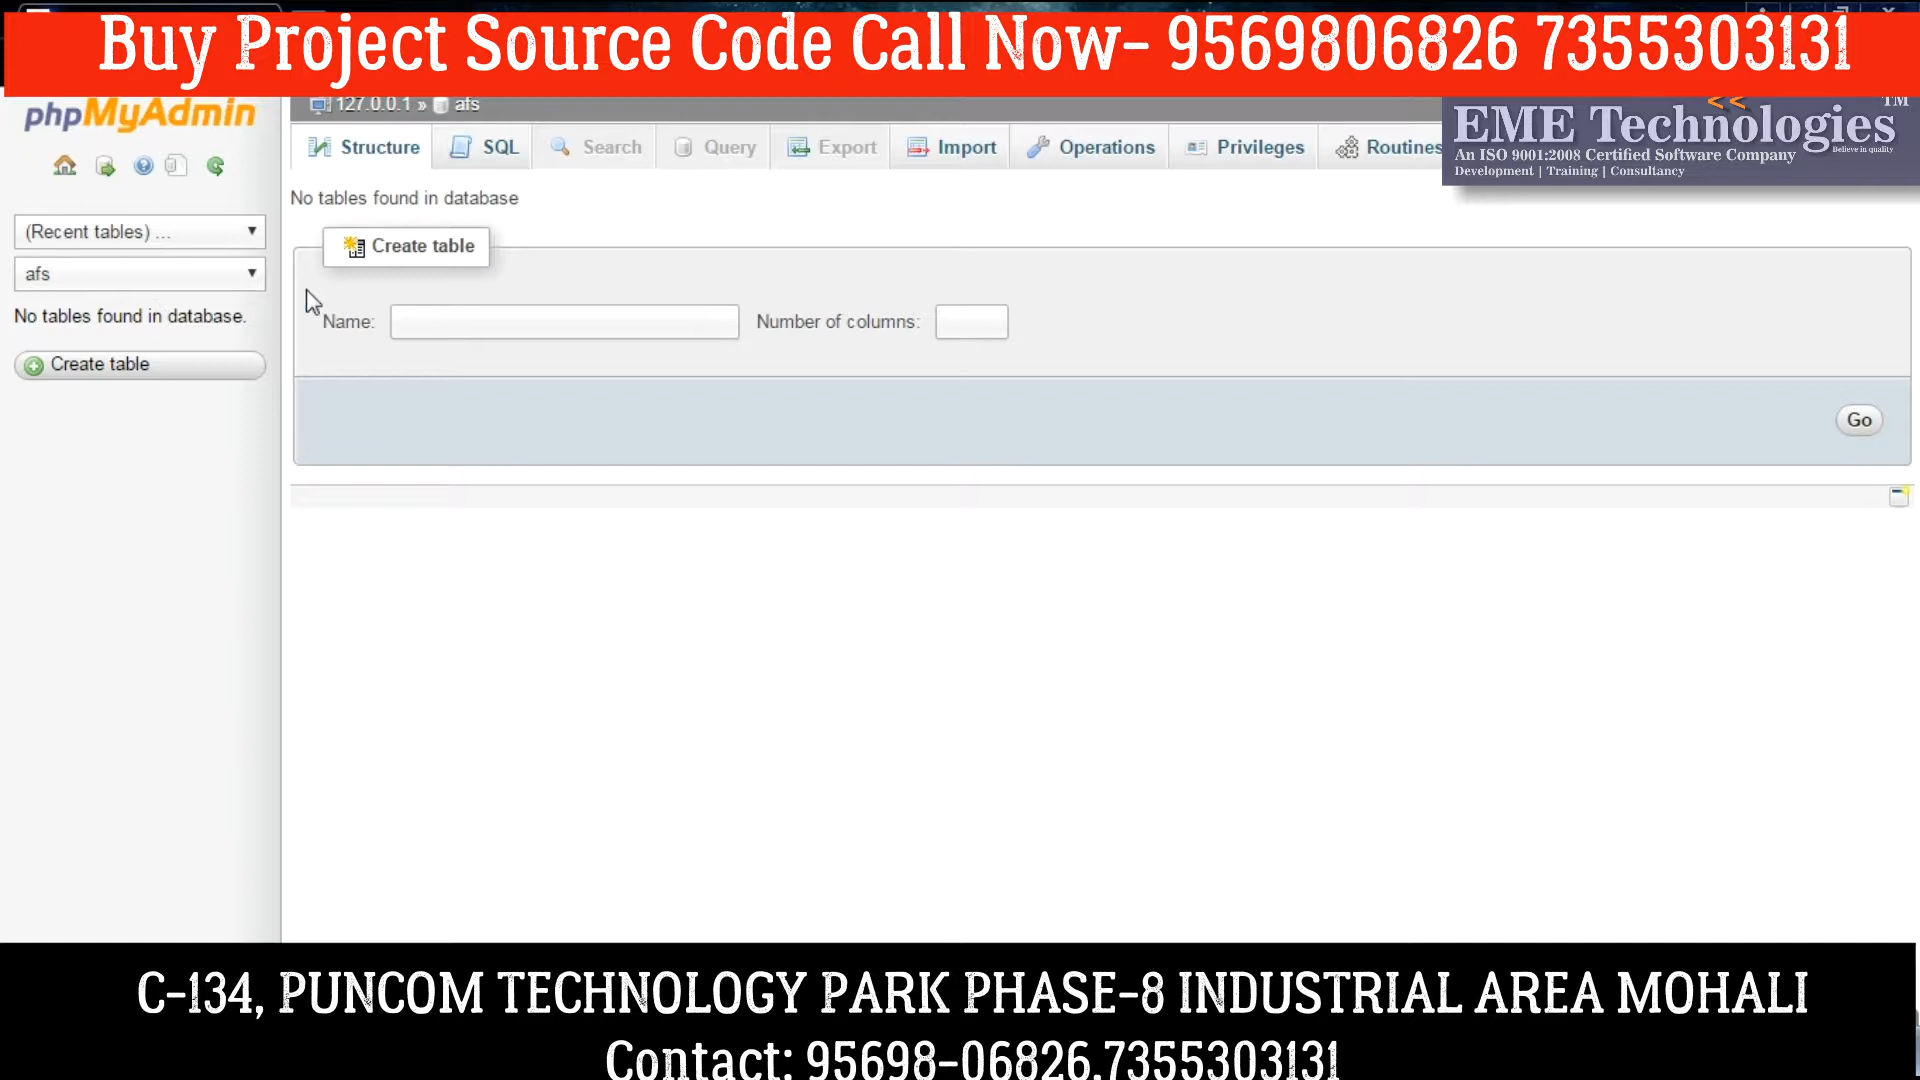 Buy Project Source Code Call Now- 9569806826 7355303131
phpMyAdmin
127.0.0.1 » afs
EME Technologies TM
Believe in quality
An ISO 9001:2008 Certified Software Company
Development | Training | Consultancy
Structure SQL Search Query Export Import Operations Privileges Routines
(Recent tables) ...
afs
No tables found in database.
Create table
No tables found in database
Create table
Name: Number of columns:
Go
C-134, PUNCOM TECHNOLOGY PARK PHASE-8 INDUSTRIAL AREA MOHALI
Contact: 95698-06826,7355303131